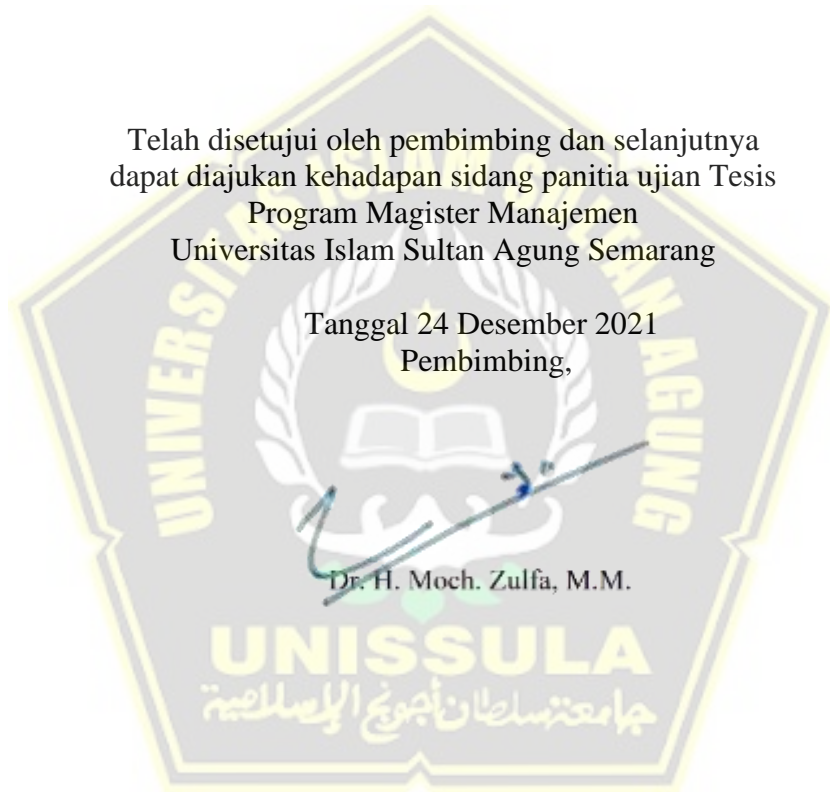 Telah disetujui oleh pembimbing dan selanjutnya
dapat diajukan kehadapan sidang panitia ujian Tesis
Program Magister Manajemen
Universitas Islam Sultan Agung Semarang
Tanggal 24 Desember 2021
Pembimbing,
Dr. H. Moch. Zulfa, M.M.
UNIVERSITAS ISLAM SULTAN AGUNG
UNISSULA
جامعة سلطان أجونج الإسلامية